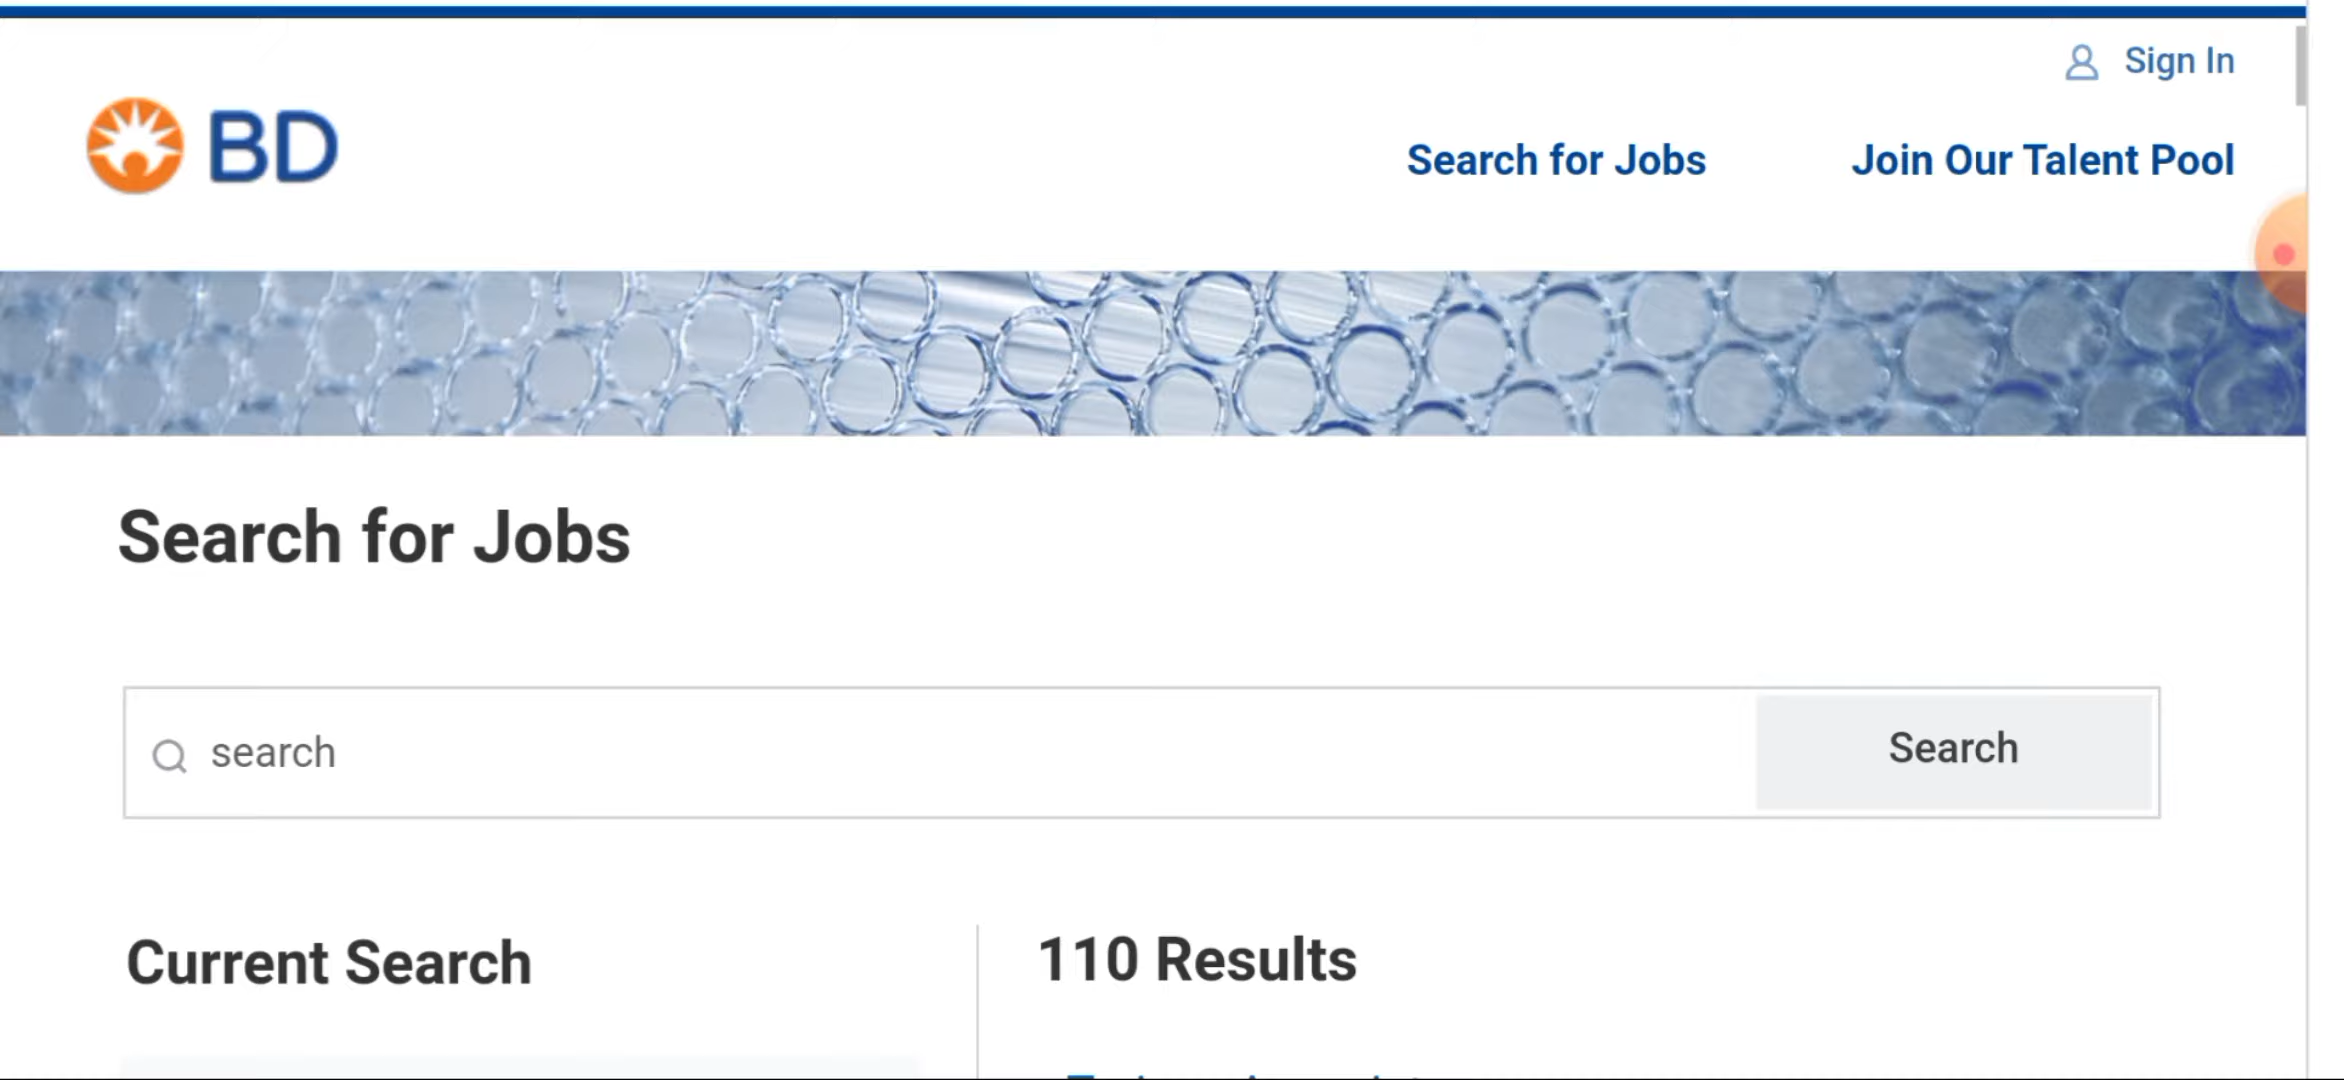 Sign In
BD
Search for Jobs
Join Our Talent Pool
Search for Jobs
search
Search
Current Search
110 Results